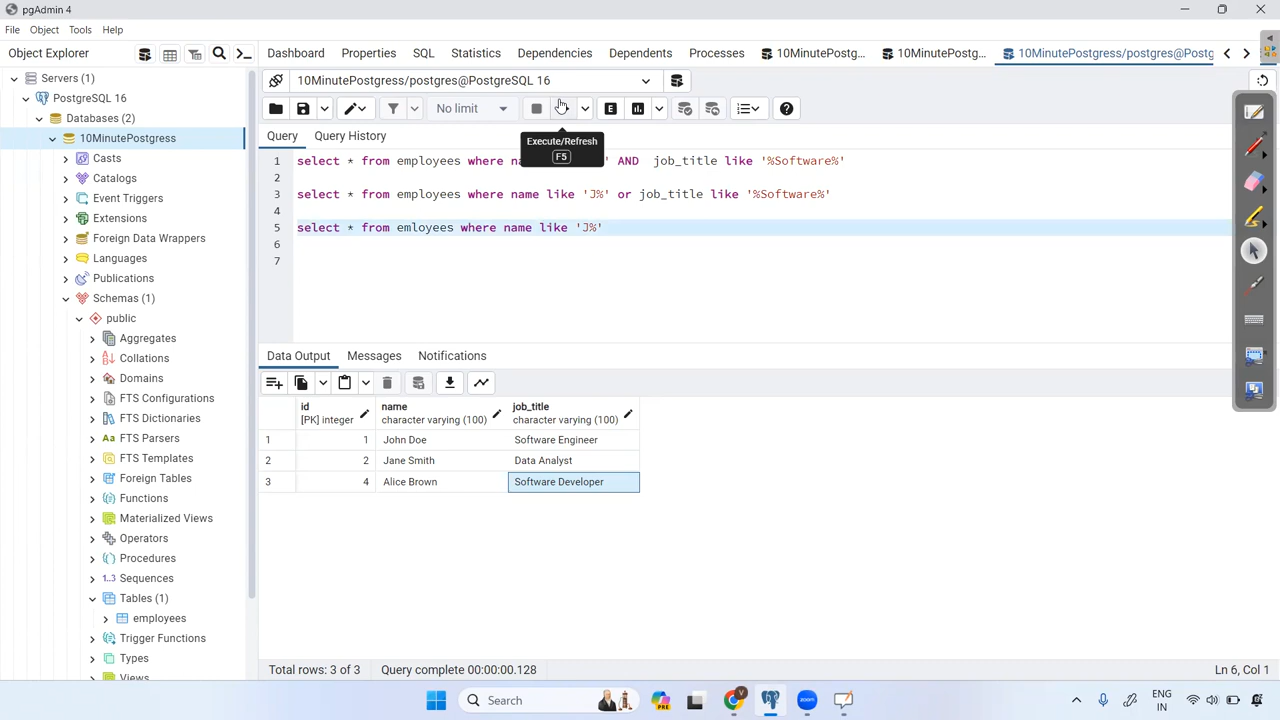 pgAdmin 4
File Object Tools Help
Object Explorer
Dashboard Properties SQL Statistics Dependencies Dependents Processes 10MinutePostg... 10MinutePostg... 10MinutePostgress/postgres@Postg
Servers (1)
10MinutePostgress/postgres@PostgreSQL 16
PostgreSQL 16
Databases (2)
No limit
10MinutePostgress
Query Query History
Execute/Refresh
F5
Casts
Catalogs
Event Triggers
Extensions
Foreign Data Wrappers
Languages
Publications
Schemas (1)
public
Aggregates
Collations
Domains
FTS Configurations
FTS Dictionaries
Aa FTS Parsers
FTS Templates
Foreign Tables
Functions
Materialized Views
Operators
Procedures
1..3 Sequences
Tables (1)
employees
Trigger Functions
Types
Views
1 select * from employees where na ' AND job_title like '%Software%'
2
3 select * from employees where name like 'J%' or job_title like '%Software%'
4
5 select * from emloyees where name like 'J%'
6
7
Data Output Messages Notifications
id name job_title
[PK] integer character varying (100) character varying (100)
1 1 John Doe Software Engineer
2 2 Jane Smith Data Analyst
3 4 Alice Brown Software Developer
Total rows: 3 of 3 Query complete 00:00:00.128 Ln 6, Col 1
Search
PRE
zoom
ENG
IN